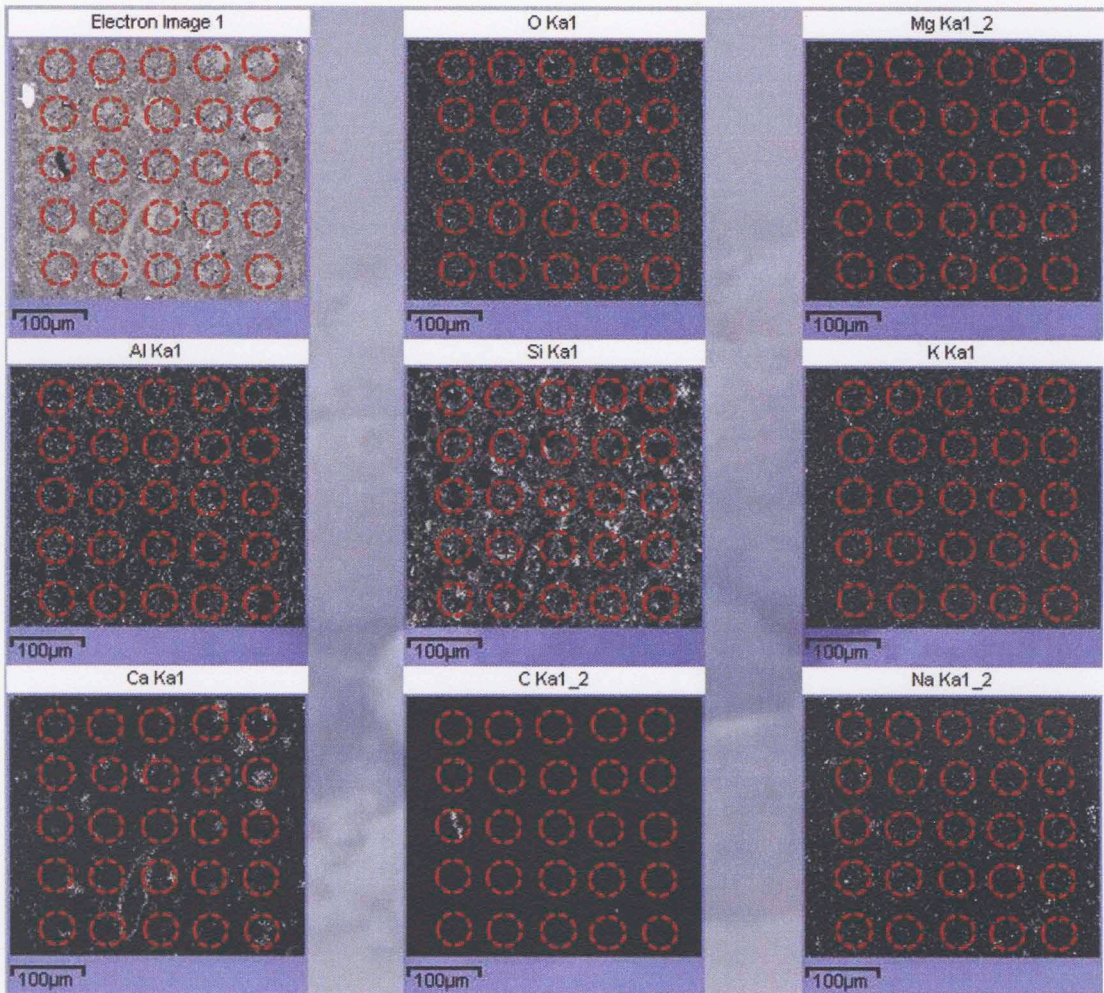 Electron Image 1
O Ka1
Mg Ka1_2
100µm
100µm
100µm
Al Ka1
Si Ka1
K Ka1
100µm
100µm
100µm
Ca Ka1
C Ka1_2
Na Ka1_2
100µm
100µm
100µm